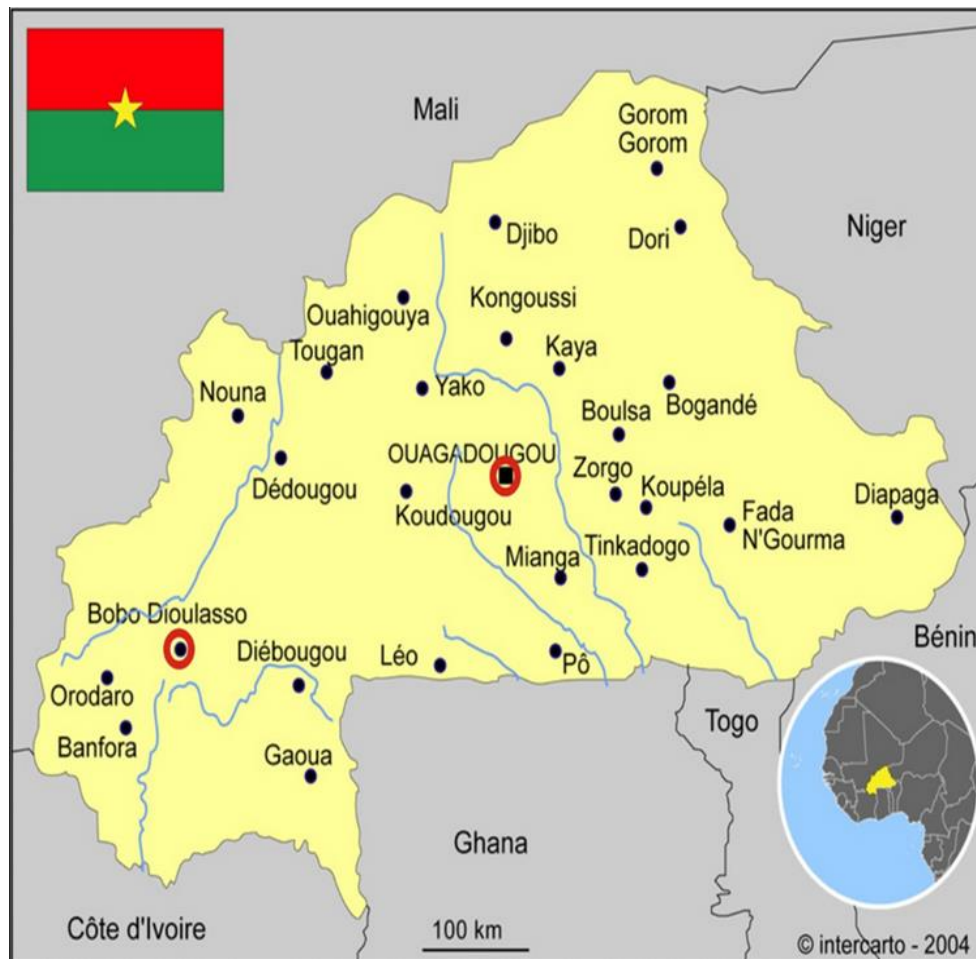 Mali
Gorom
Gorom
Niger
Djibo
Dori
Kongoussi
Ouahigouya
Tougan
Kaya
Nouna
Yako
Bogandé
Boulsa
OUAGADOUGOU
Zorgo
Dédougou
Koupéla
Koudougou
Diapaga
Fada
N'Gourma
Mianga
Tinkadogo
Bobo Dioulasso
Diébougou
Léo
Pô
Bénin
Orodaro
Banfora
Togo
Gaoua
Ghana
Côte d'Ivoire
100 km
© intercarto - 2004